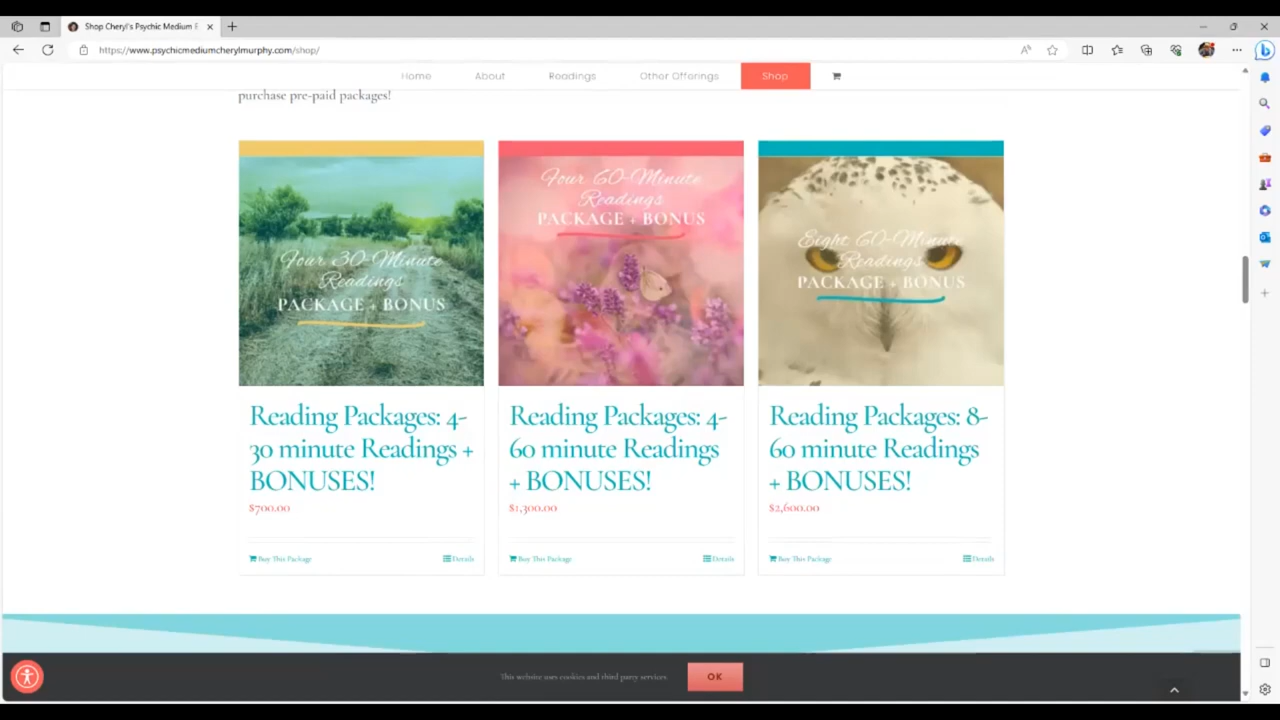 Shop Cheryl's Psychic Medium
https://www.psychicmediumcherylmurphy.com/shop/
Home About Readings Other Offerings Shop
purchase pre-paid packages!
Four 30-Minute
Readings
PACKAGE + BONUS
Four 60-Minute
Readings
PACKAGE + BONUS
Eight 60-Minute
Readings
PACKAGE + BONUS
Reading Packages: 4-
30 minute Readings +
BONUSES!
$700.00
Buy This Package Details
Reading Packages: 4-
60 minute Readings
+ BONUSES!
$1,300.00
Buy This Package Details
Reading Packages: 8-
60 minute Readings
+ BONUSES!
$2,600.00
Buy This Package Details
This website uses cookies and third party services.
OK